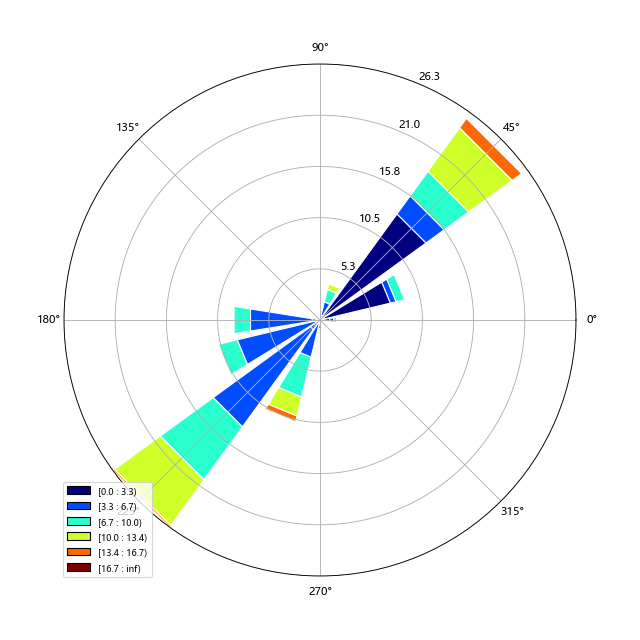 90°
26.3
135°
45°
21.0
15.8
10.5
5.3
180°
0°
[0.0 : 3.3)
[3.3 : 6.7)
[6.7 : 10.0)
[10.0 : 13.4)
[13.4 : 16.7)
[16.7 : inf)
225°
315°
270°